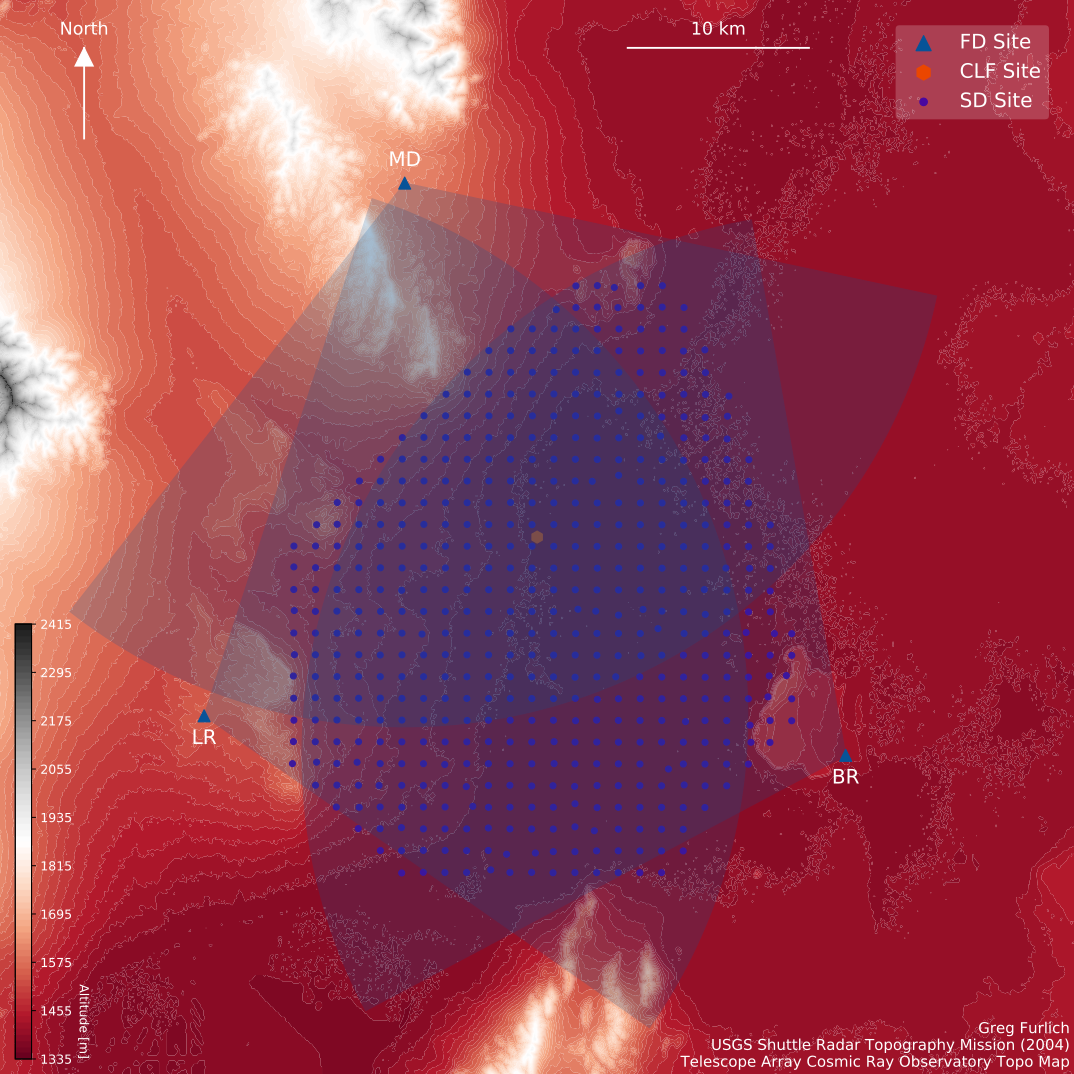 North
10 km
FD Site
CLF Site
SD Site
MD
LR
BR
2415
2295
2175
2055
1935
1815
1695
1575
1455
1335
Altitude [m]
Greg Furlich
USGS Shuttle Radar Topography Mission (2004)
Telescope Array Cosmic Ray Observatory Topo Map